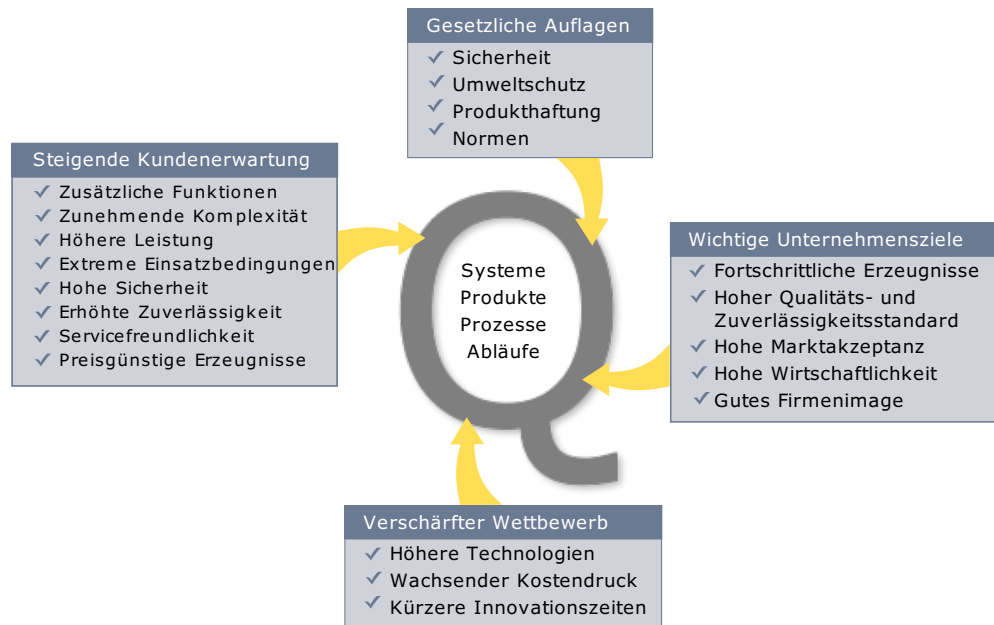 Gesetzliche Auflagen
Sicherheit
Umweltschutz
Produkthaftung
Normen
Steigende Kundenerwartung
Zusätzliche Funktionen
Zunehmende Komplexität
Höhere Leistung
Extreme Einsatzbedingungen
Hohe Sicherheit
Erhöhte Zuverlässigkeit
Servicefreundlichkeit
Preisgünstige Erzeugnisse
Q
Systeme
Produkte
Prozesse
Abläufe
Wichtige Unternehmensziele
Fortschrittliche Erzeugnisse
Hoher Qualitäts- und
Zuverlässigkeitsstandard
Hohe Marktakzeptanz
Hohe Wirtschaftlichkeit
Gutes Firmenimage
Verschärfter Wettbewerb
Höhere Technologien
Wachsender Kostendruck
Kürzere Innovationszeiten